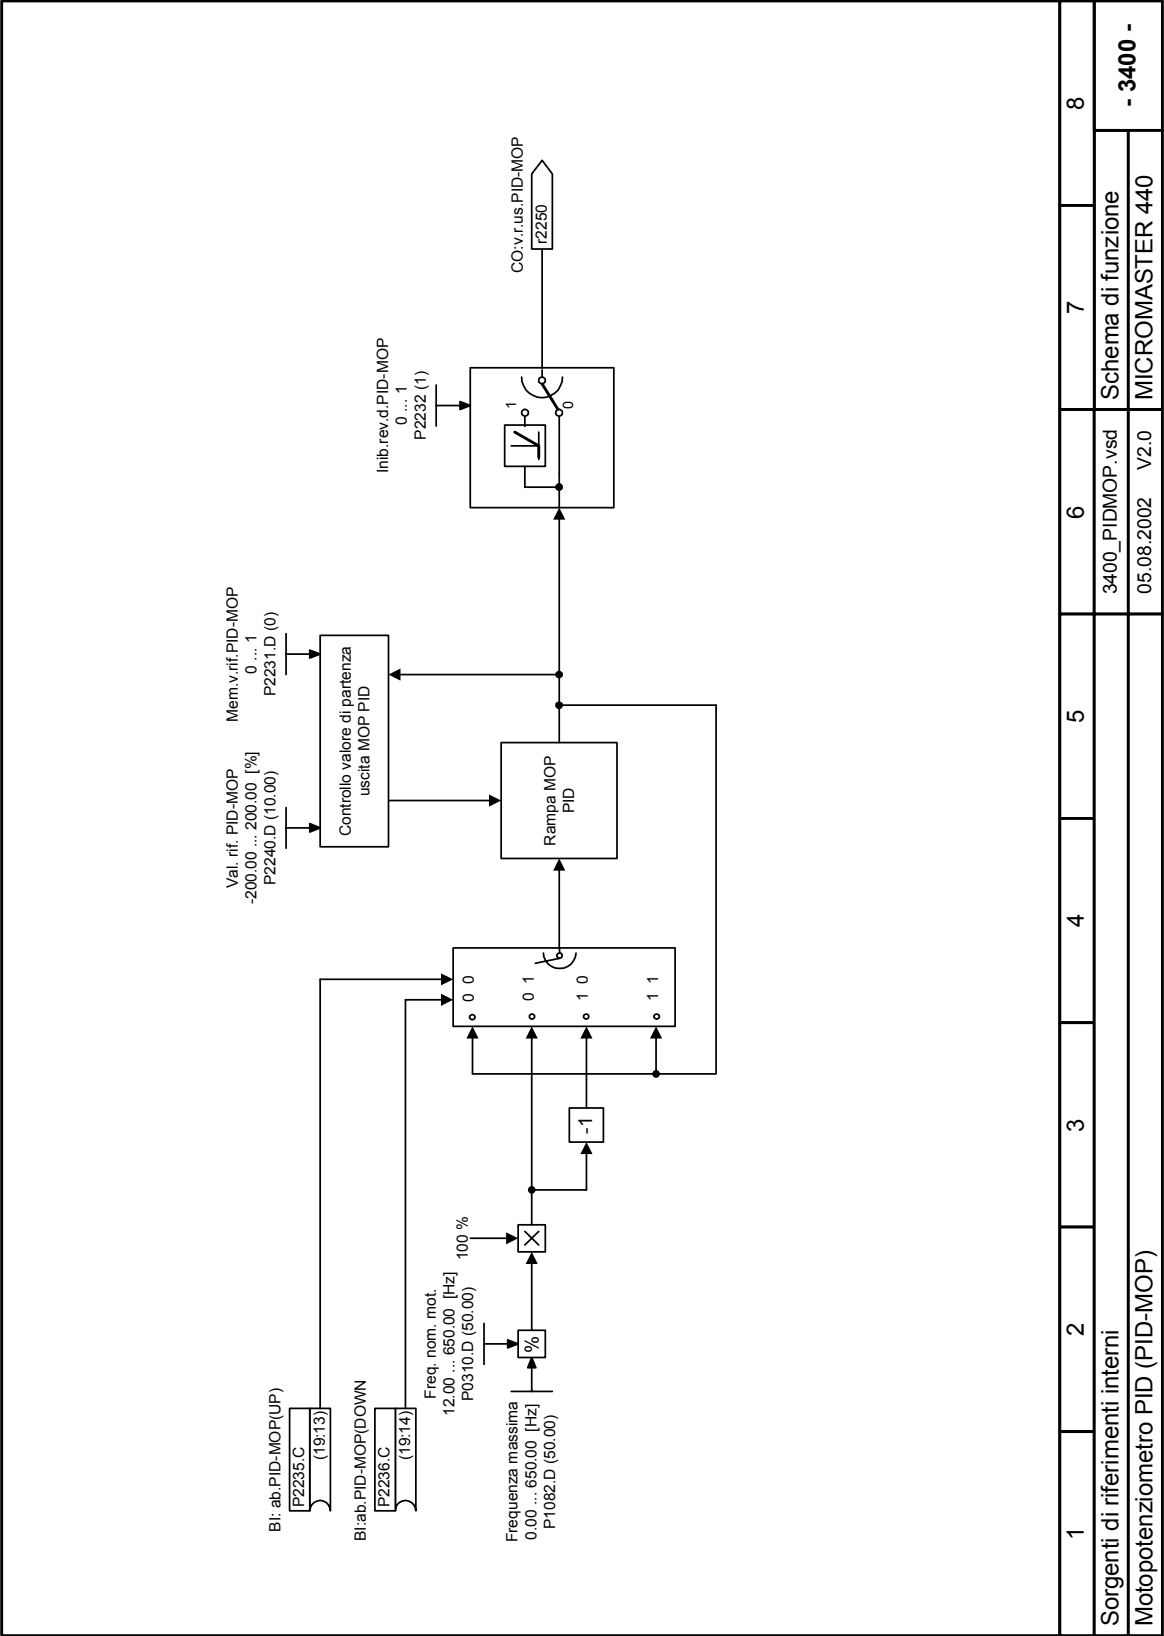 BI: ab.PID-MOP(UP)
P2235.C
(19:13)
BI:ab.PID-MOP(DOWN
P2236.C
(19:14)
Frequenza massima
0.00 ... 650.00 [Hz]
P1082.D (50.00)
Freq. nom. mot.
12.00 ... 650.00 [Hz]
P0310.D (50.00)
%
100 %
-1
0 0
0 1
1 0
1 1
Val. rif. PID-MOP
-200.00 ... 200.00 [%]
P2240.D (10.00)
Mem.v.rif.PID-MOP
0 ... 1
P2231.D (0)
Controllo valore di partenza
uscita MOP PID
Rampa MOP
PID
Inib.rev.d.PID-MOP
0 ... 1
P2232 (1)
1
0
CO:v.r.us.PID-MOP
r2250
1 2 3 4 5 6 7 8
Sorgenti di riferimenti interni 3400_PIDMOP.vsd Schema di funzione
- 3400 -
Motopotenziometro PID (PID-MOP) 05.08.2002 V2.0 MICROMASTER 440